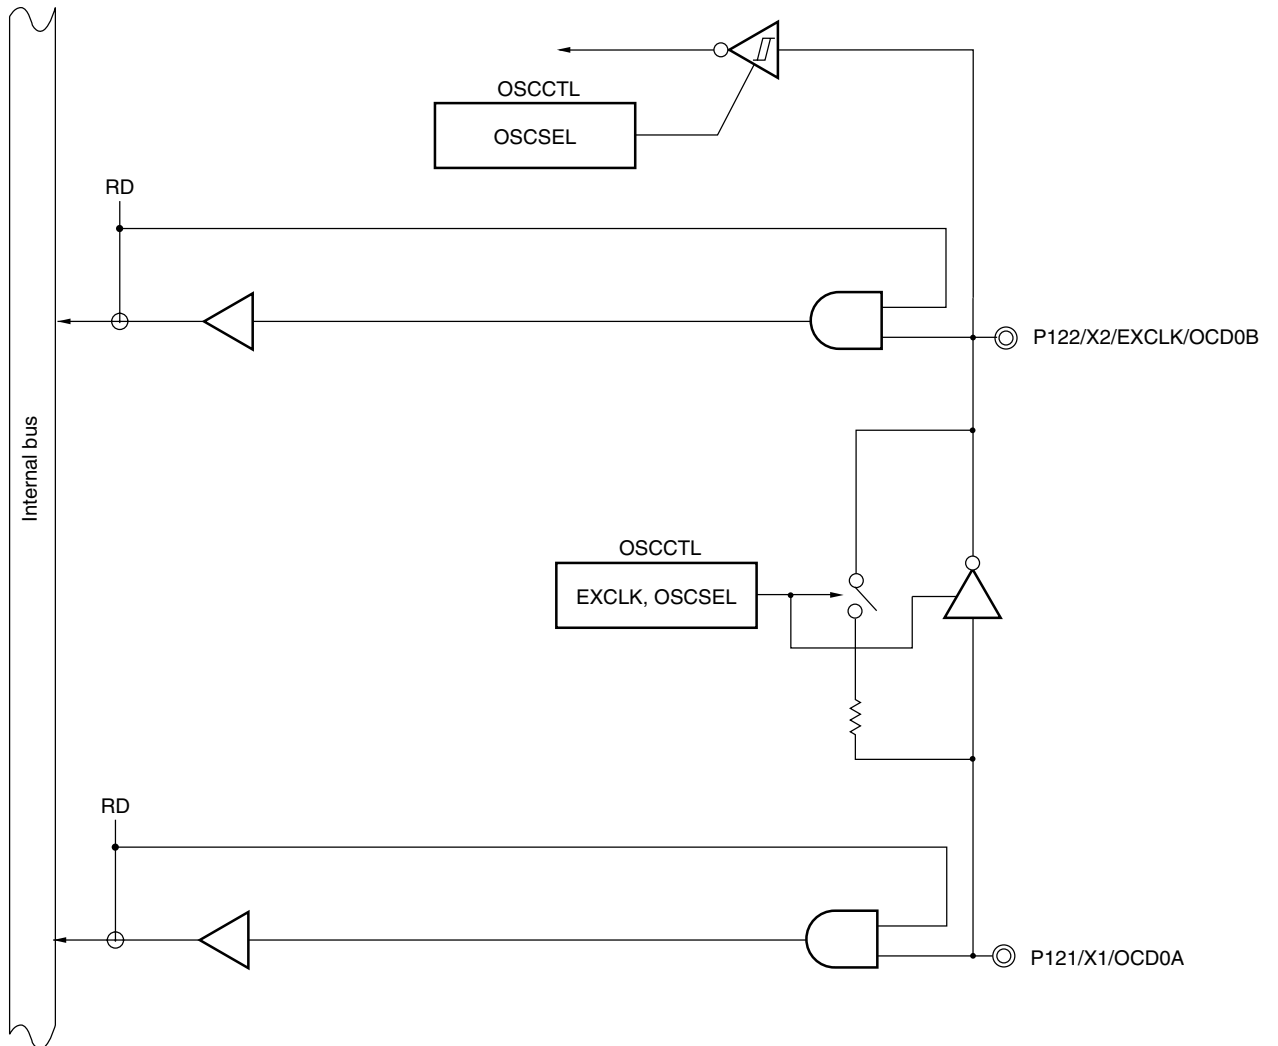 OSCCTL
OSCSEL
RD
P122/X2/EXCLK/OCD0B
Internal bus
OSCCTL
EXCLK, OSCSEL
RD
P121/X1/OCD0A